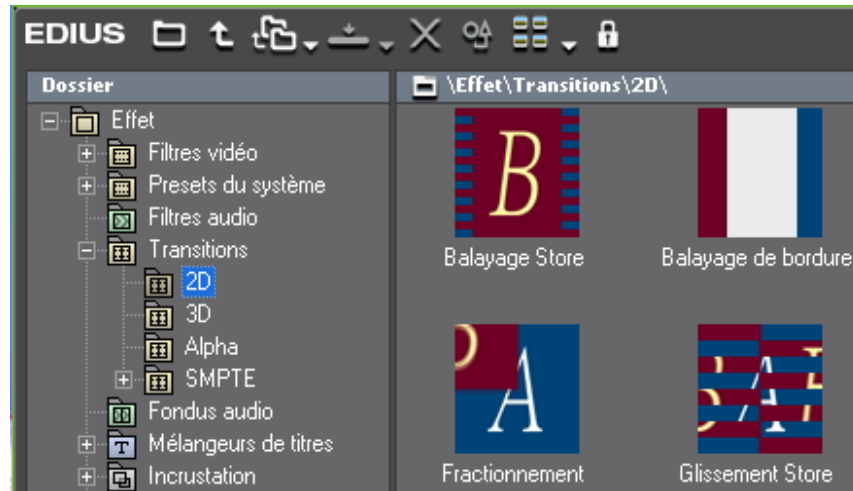 EDIUS
Dossier
\Effet\Transitions\2D\
Effet
Filtres vidéo
Presets du système
Filtres audio
Transitions
2D
3D
Alpha
SMPTE
Fondus audio
T Mélangeurs de titres
Incrustation
B
Balayage Store
Balayage de bordure
A
Fractionnement
Glissement Store